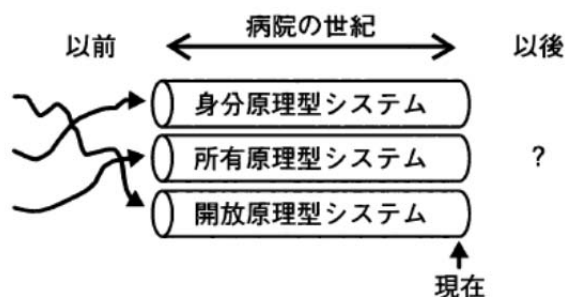 病院の世紀
以前
以後
身分原理型システム
所有原理型システム
?
開放原理型システム
現在